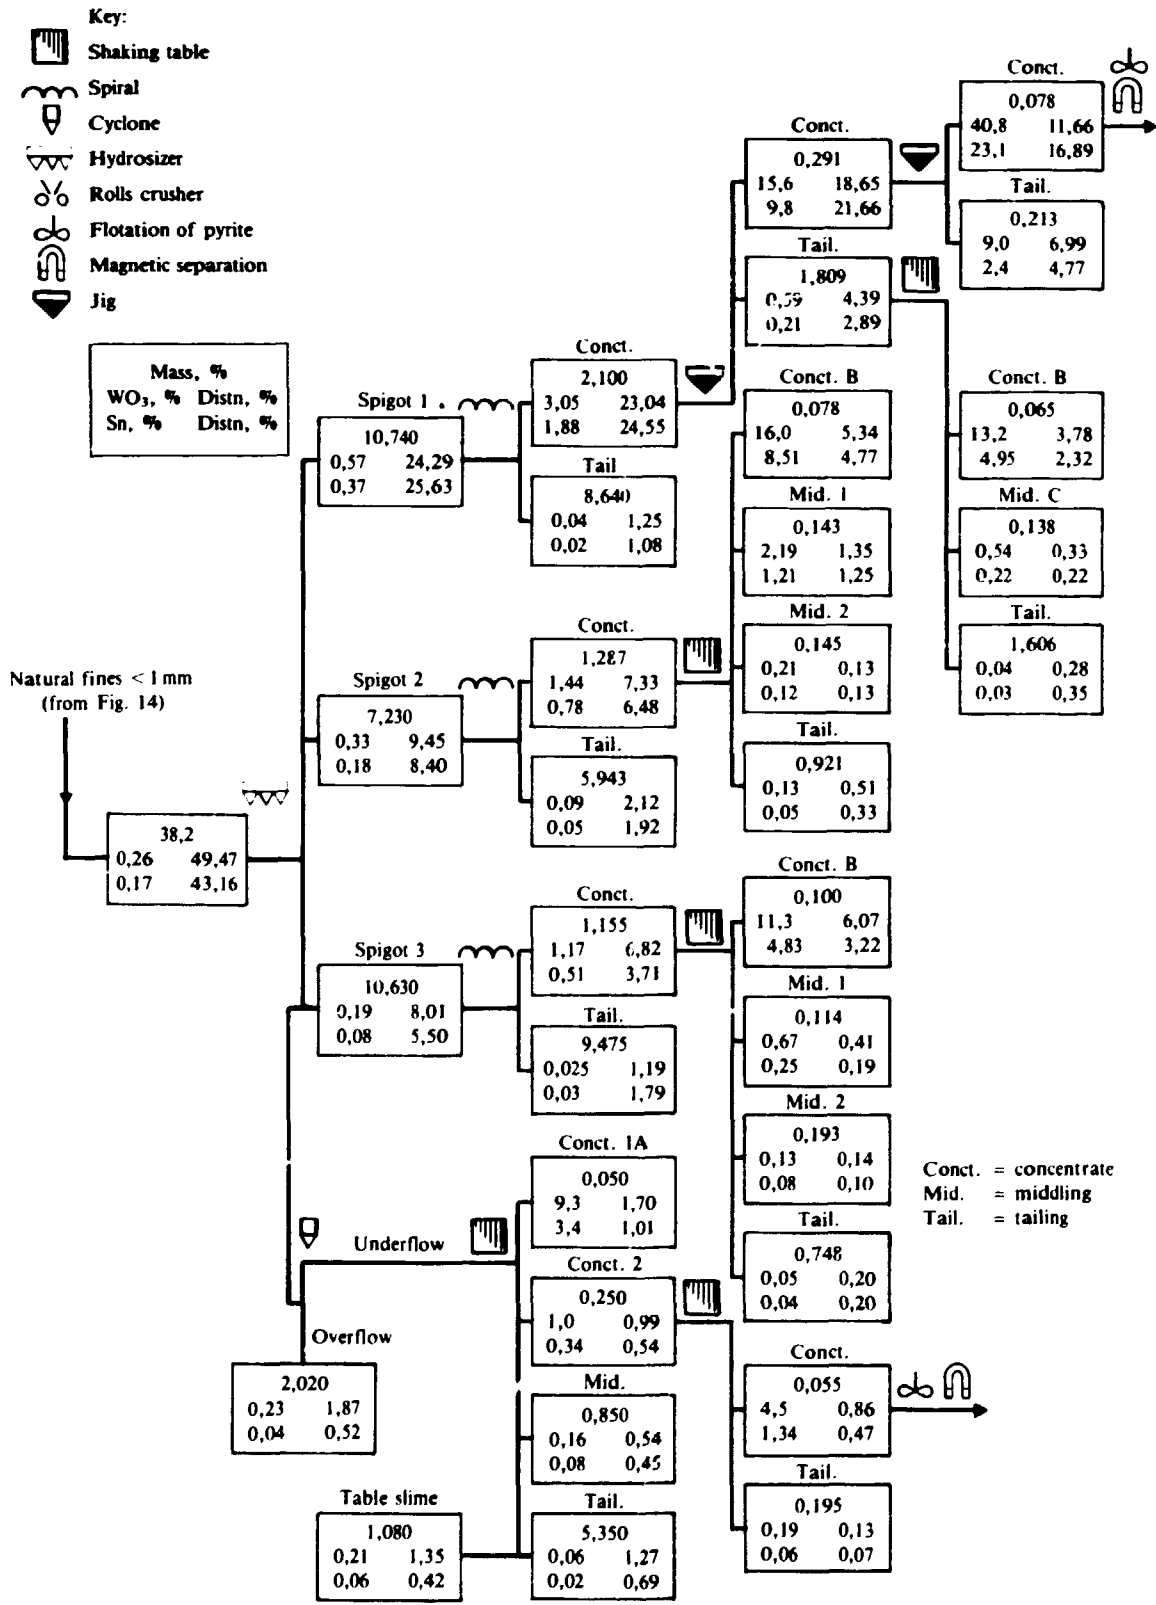 Key:
Shaking table
Spiral
Cyclone
Hydrosizer
Rolls crusher
Flotation of pyrite
Magnetic separation
Jig
Mass, %
WO₃, % Distn, %
Sn, % Distn, %
Natural fines < 1 mm
(from Fig. 14)
38,2
0,26 49,47
0,17 43,16
Spigot 1
10,740
0,57 24,29
0,37 25,63
Spigot 2
7,230
0,33 9,45
0,18 8,40
Spigot 3
10,630
0,19 8,01
0,08 5,50
Underflow
Overflow
2,020
0,23 1,87
0,04 0,52
Table slime
1,080
0,21 1,35
0,06 0,42
Conct.
2,100
3,05 23,04
1,88 24,55
Tail
8,640
0,04 1,25
0,02 1,08
Conct.
1,287
1,44 7,33
0,78 6,48
Tail.
5,943
0,09 2,12
0,05 1,92
Conct.
1,155
1,17 6,82
0,51 3,71
Tail.
9,475
0,025 1,19
0,03 1,79
Conct. 1A
0,050
9,3 1,70
3,4 1,01
Conct. 2
0,250
1,0 0,99
0,34 0,54
Mid.
0,850
0,16 0,54
0,08 0,45
Tail.
5,350
0,06 1,27
0,02 0,69
Conct.
0,291
15,6 18,65
9,8 21,66
Tail.
1,809
0,59 4,39
0,21 2,89
Conct. B
0,078
16,0 5,34
8,51 4,77
Mid. 1
0,143
2,19 1,35
1,21 1,25
Mid. 2
0,145
0,21 0,13
0,12 0,13
Tail.
0,921
0,13 0,51
0,05 0,33
Conct. B
0,100
11,3 6,07
4,83 3,22
Mid. 1
0,114
0,67 0,41
0,25 0,19
Mid. 2
0,193
0,13 0,14
0,08 0,10
Tail.
0,748
0,05 0,20
0,04 0,20
Conct.
0,055
4,5 0,86
1,34 0,47
Tail.
0,195
0,19 0,13
0,06 0,07
Conct.
0,078
40,8 11,66
23,1 16,89
Tail.
0,213
9,0 6,99
2,4 4,77
Conct. B
0,065
13,2 3,78
4,95 2,32
Mid. C
0,138
0,54 0,33
0,22 0,22
Tail.
1,606
0,04 0,28
0,03 0,35
Conct. = concentrate
Mid. = middling
Tail. = tailing